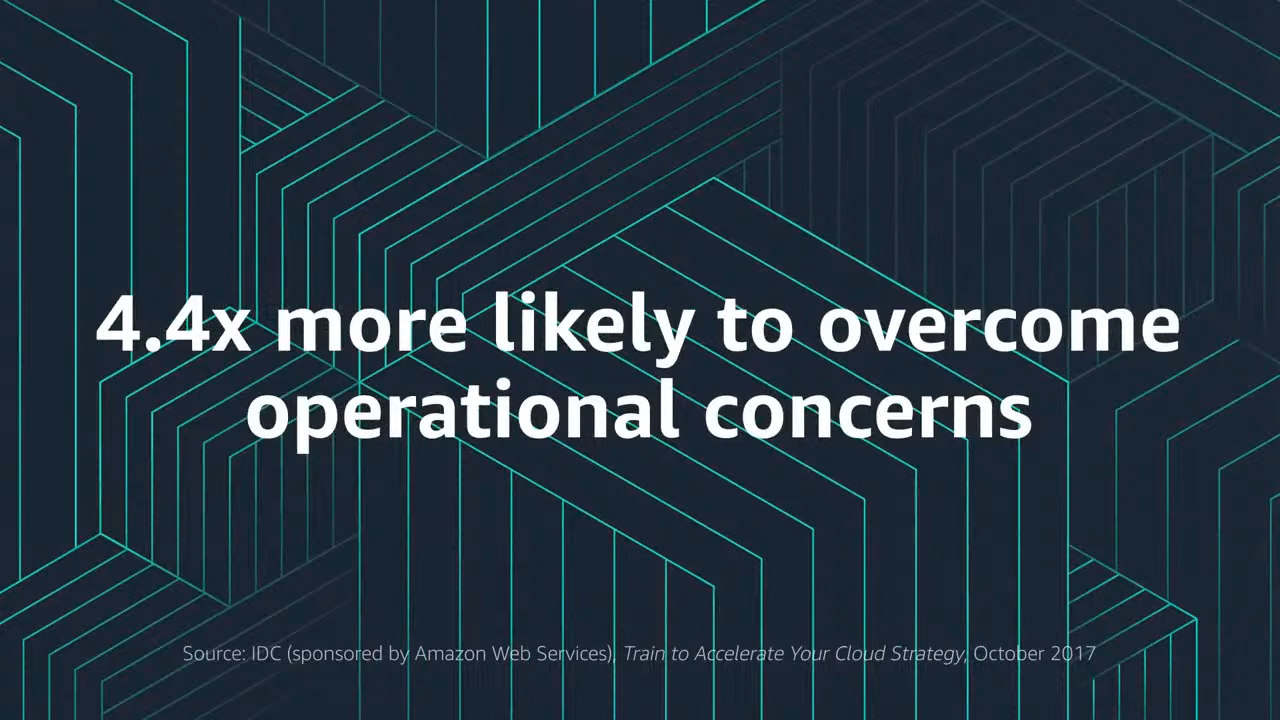 4.4x more likely to overcome
operational concerns
Source: IDC (sponsored by Amazon Web Services), Train to Accelerate Your Cloud Strategy, October 2017